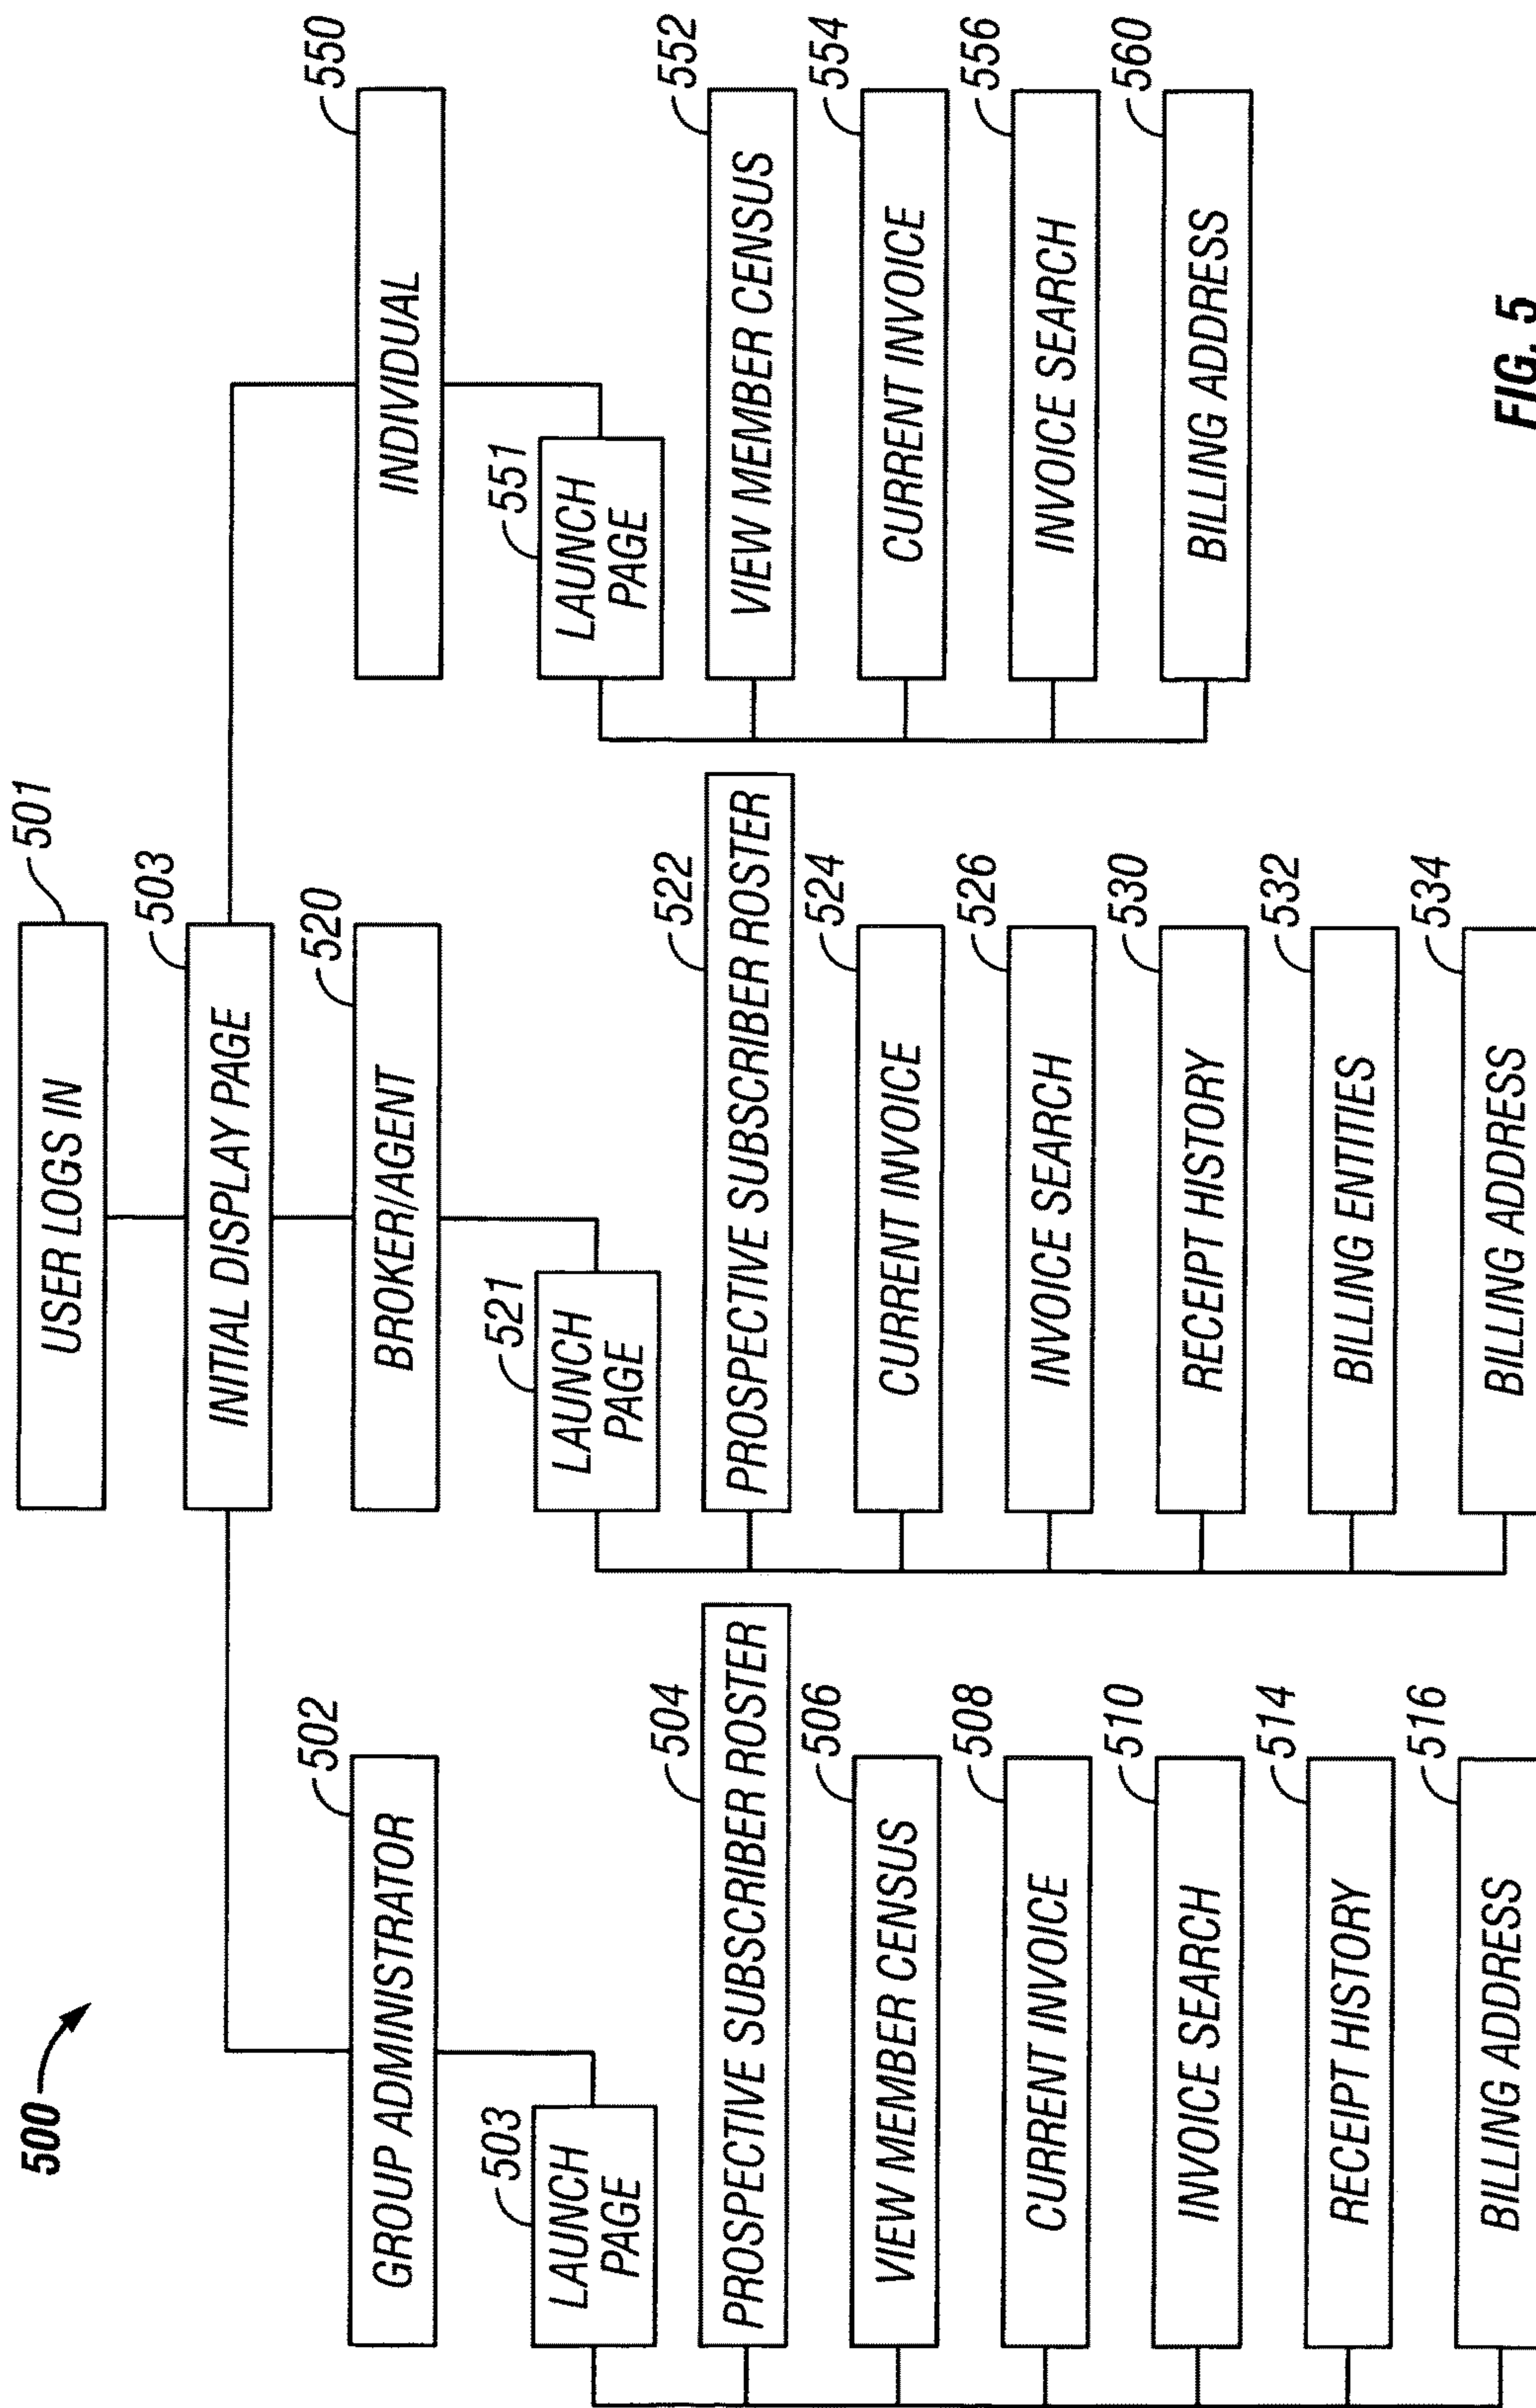 500
USER LOGS IN
501
INITIAL DISPLAY PAGE
503
GROUP ADMINISTRATOR
502
LAUNCH
PAGE
503
PROSPECTIVE SUBSCRIBER ROSTER
504
VIEW MEMBER CENSUS
506
CURRENT INVOICE
508
INVOICE SEARCH
510
RECEIPT HISTORY
514
BILLING ADDRESS
516
BROKER/AGENT
520
LAUNCH
PAGE
521
PROSPECTIVE SUBSCRIBER ROSTER
522
CURRENT INVOICE
524
INVOICE SEARCH
526
RECEIPT HISTORY
530
BILLING ENTITIES
532
BILLING ADDRESS
534
INDIVIDUAL
550
LAUNCH
PAGE
551
VIEW MEMBER CENSUS
552
CURRENT INVOICE
554
INVOICE SEARCH
556
BILLING ADDRESS
560
FIG. 5